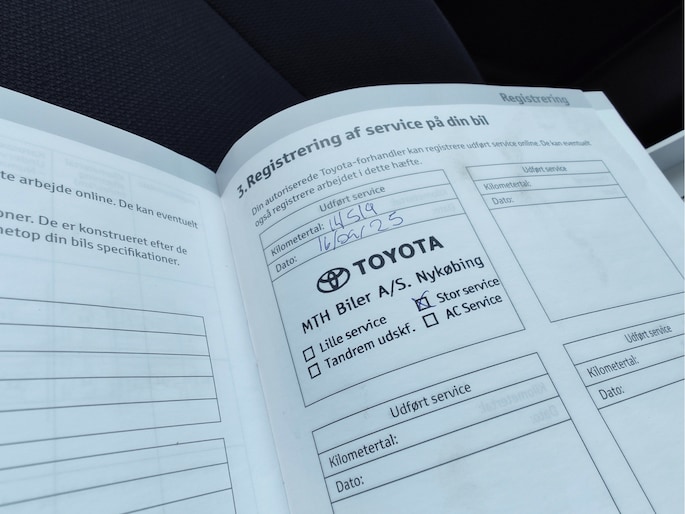 te arbejde online. De kan eventuelt
oner. De er konstrueret efter de
netop din bils specifikationer.
Registrering
3.Registrering af service på din bil
Din autoriserede Toyota-forhandler kan registrere udført service online. De kan eventuelt
også registrere arbejdet i dette hæfte.
Udført service
Kilometertal: 14519
Dato: 16/09/25
TOYOTA
MTH Biler A/S. Nykøbing
Lille service
Stor service
Tandrem udskf.
AC Service
Udført service
Kilometertal:
Dato:
Udført service
Kilometertal:
Dato:
Udført service
Kilometertal:
Dato: